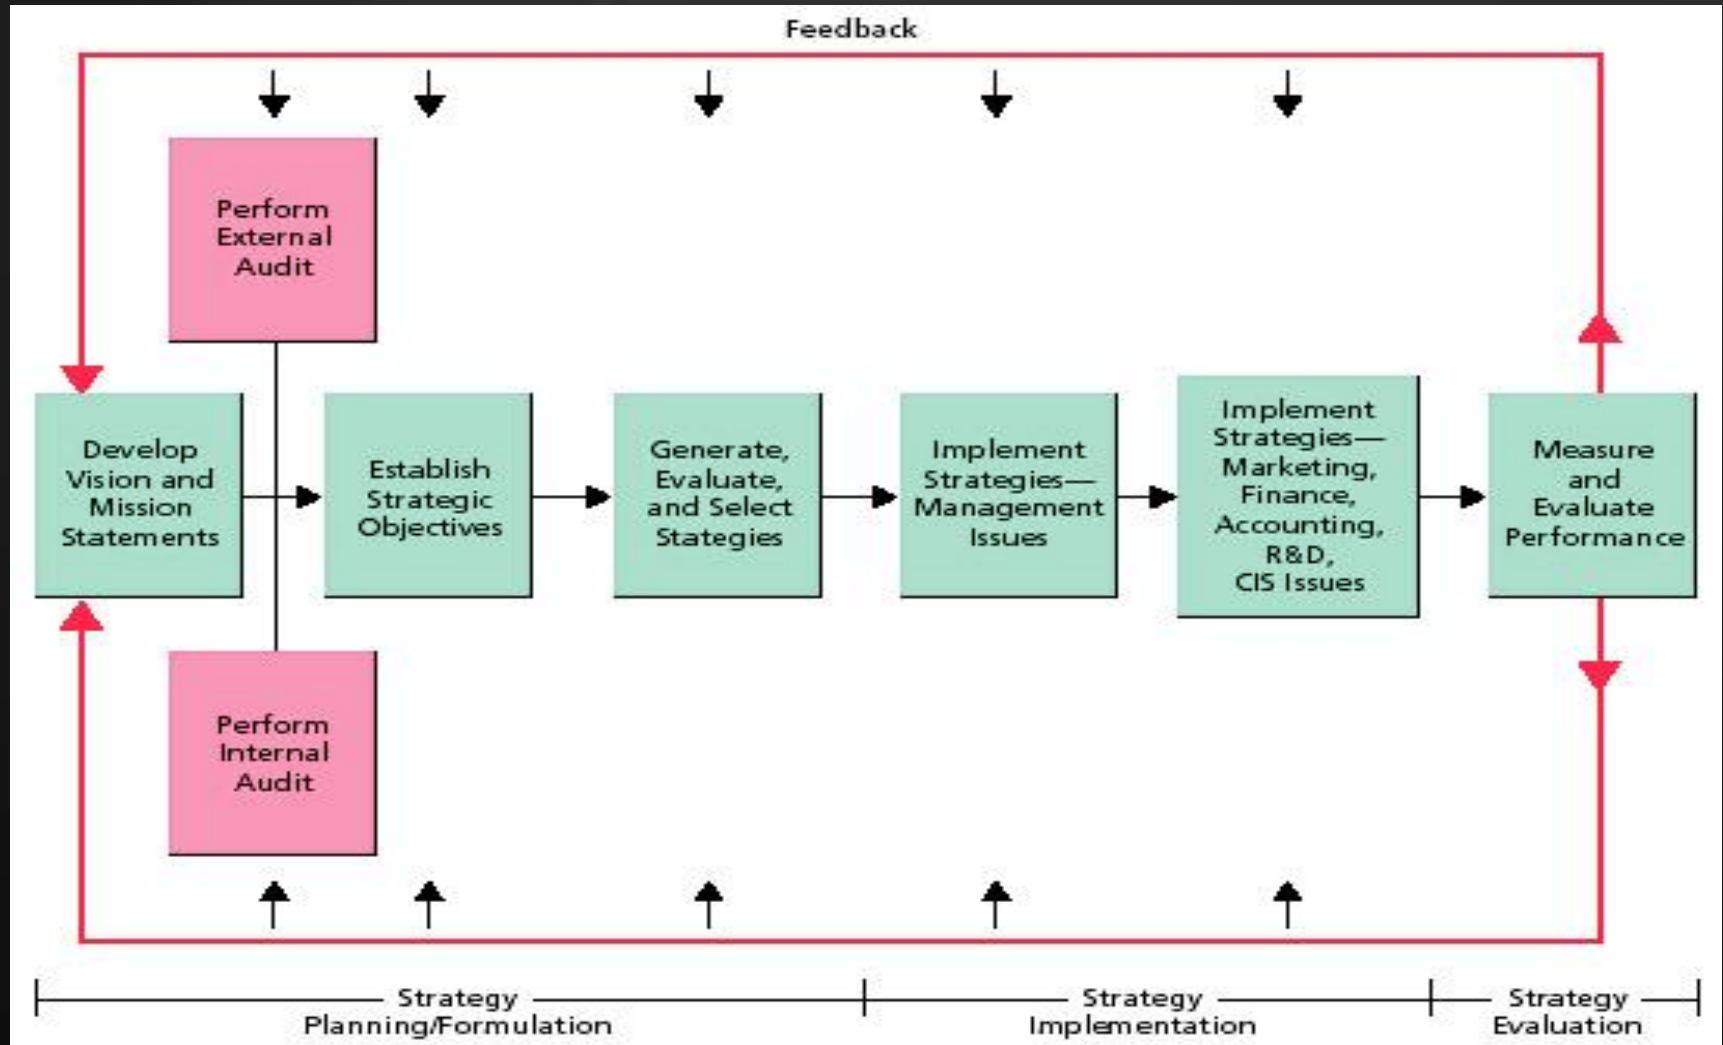 Feedback
Perform
External
Audit
Develop
Vision and
Mission
Statements
Establish
Strategic
Objectives
Generate,
Evaluate,
and Select
Stategies
Implement
Strategies—
Management
Issues
Implement
Strategies—
Marketing,
Finance,
Accounting,
R&D,
CIS Issues
Measure
and
Evaluate
Performance
Perform
Internal
Audit
Strategy
Planning/Formulation
Strategy
Implementation
Strategy
Evaluation